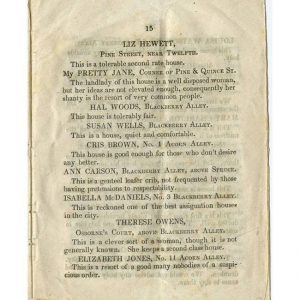 15
LIZ HEWETT,
Pine Street, near Twelfth.
This is a tolerable second rate house.
My PRETTY JANE, Corner of Pine & Quince St.
The landlady of this house is a well disposed woman,
but her ideas are not elevated enough, consequently her
shanty is the resort of very common people.
HAL WOODS, Blackberry Alley.
This house is tolerably fair.
SUSAN WELLS, Blackberry Alley.
This is a house, quiet and comfortable.
CRIS BROWN, No. 1 Acorn Alley.
This house is good enough for those who don't desire
any better.
ANN CARSON, Blackberry Alley, above Spruce.
This is a genteel loafer crib, not frequented by those
having pretensions to respectability.
ISABELLA McDANIELS, No. 3 Blackberry Alley.
This is reckoned one of the best assignation houses
in the city.
THERESE OWENS,
Osborne's Court, above Blackberry Alley.
This is a clever sort of a woman, though it is not
generally known. She keeps a second class house.
ELIZABETH JONES, No. 11 Acorn Alley.
This is a resort of a good many nobodies of a suspi-
cious order.